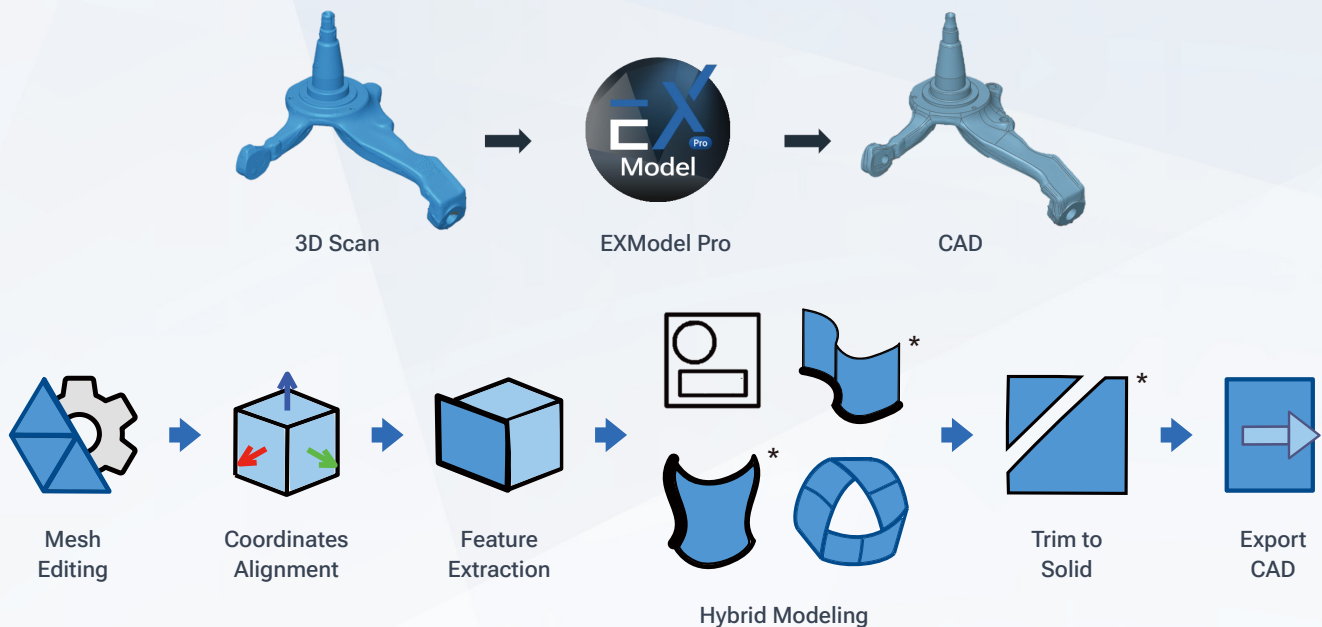 EX
Pro
Model
3D Scan
EXModel Pro
CAD
*
*
*
Mesh
Editing
Coordinates
Alignment
Feature
Extraction
Hybrid Modeling
Trim to
Solid
Export
CAD